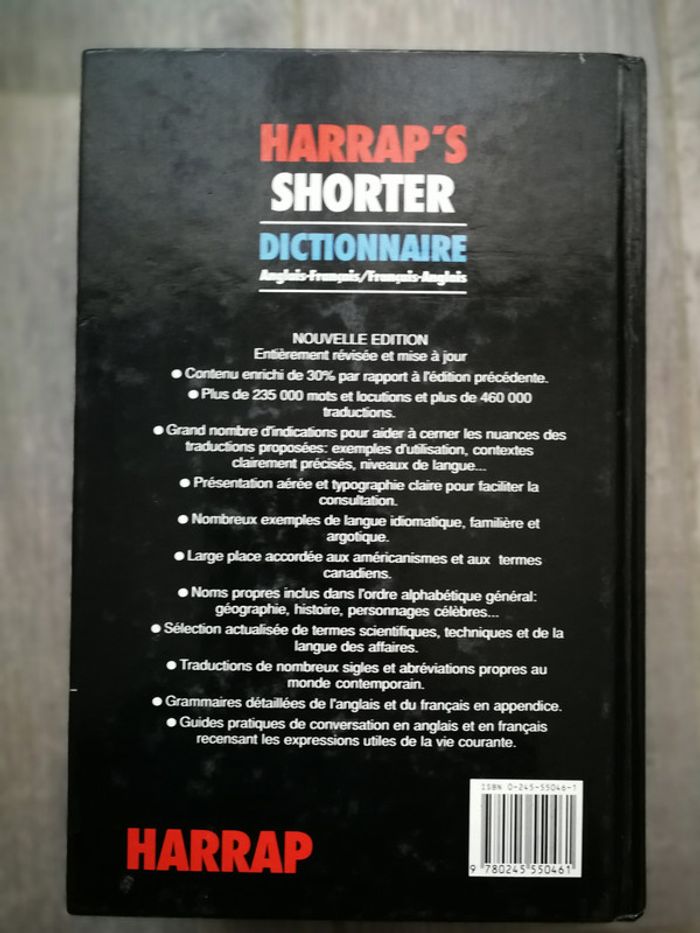 HARRAP'S
SHORTER
DICTIONNAIRE
Anglais-Français/Français-Anglais
NOUVELLE EDITION
Entièrement révisée et mise à jour
● Contenu enrichi de 30% par rapport à l'édition précédente.
● Plus de 235 000 mots et locutions et plus de 460 000
traductions.
● Grand nombre d'indications pour aider à cerner les nuances des
traductions proposées: exemples d'utilisation, contextes
clairement précisés, niveaux de langue...
● Présentation aérée et typographie claire pour faciliter la
consultation.
● Nombreux exemples de langue idiomatique, familière et
argotique.
● Large place accordée aux américanismes et aux termes
canadiens.
● Noms propres inclus dans l'ordre alphabétique général:
géographie, histoire, personnages célèbres...
● Sélection actualisée de termes scientifiques, techniques et de la
langue des affaires.
● Traductions de nombreux sigles et abréviations propres au
monde contemporain.
● Grammaires détaillées de l'anglais et du français en appendice.
● Guides pratiques de conversation en anglais et en français
recensant les expressions utiles de la vie courante.
ISBN 0-245-55046-1
9 780245 550461
HARRAP